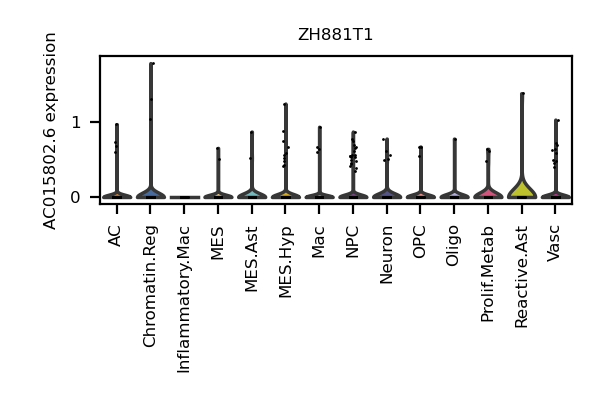 ZH881T1
AC015802.6 expression
1
0
AC
Chromatin.Reg
Inflammatory.Mac
MES
MES.Ast
MES.Hyp
Mac
NPC
Neuron
OPC
Oligo
Prolif.Metab
Reactive.Ast
Vasc